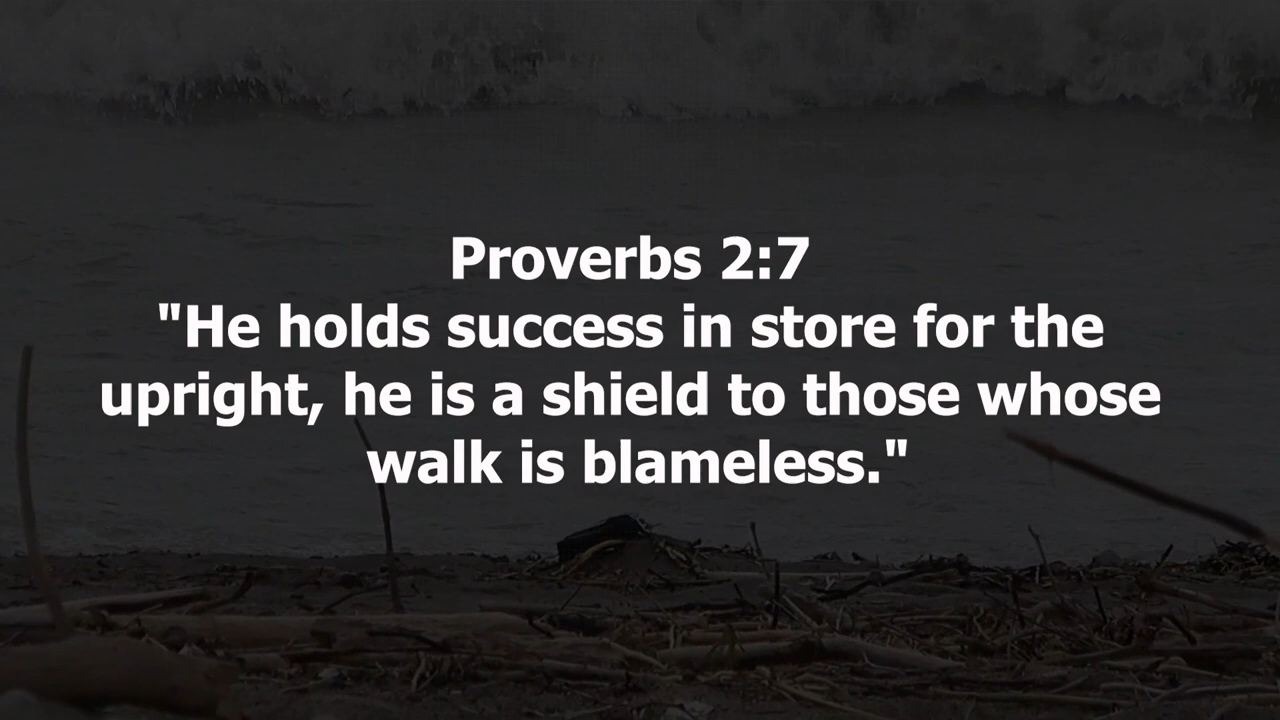 Proverbs 2:7
"He holds success in store for the
upright, he is a shield to those whose
walk is blameless."